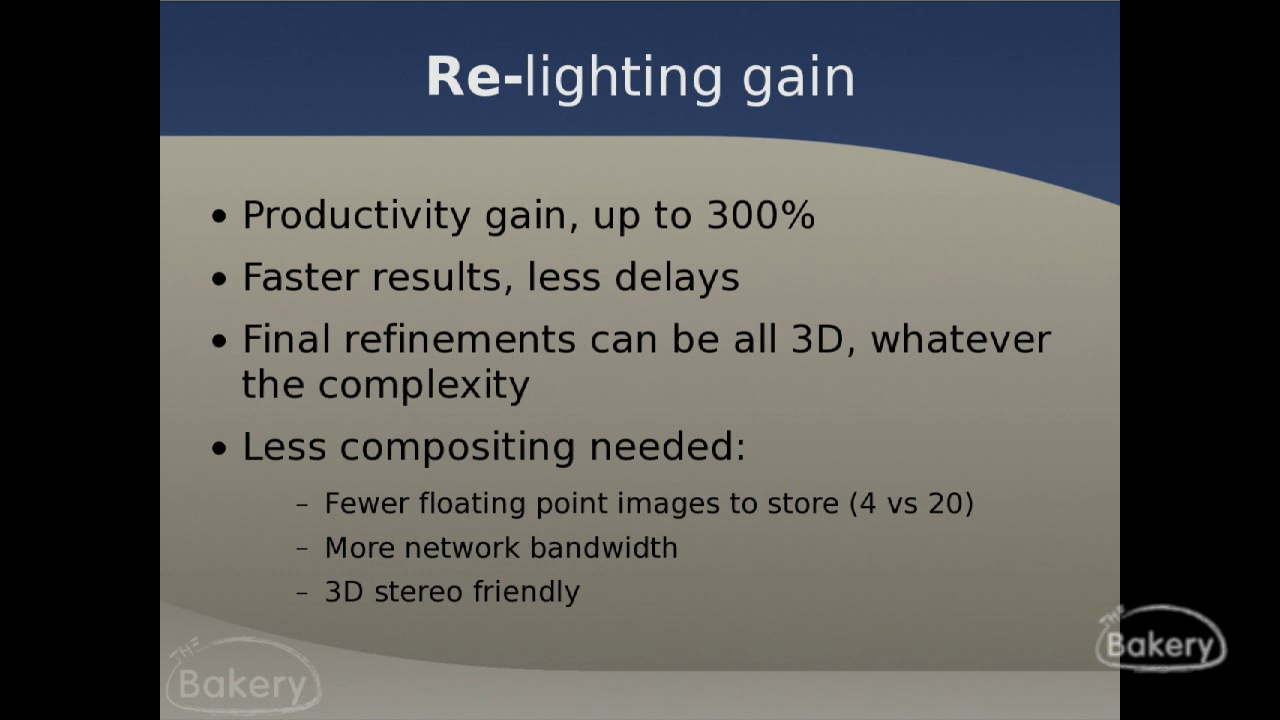 Re-lighting gain
• Productivity gain, up to 300%
• Faster results, less delays
• Final refinements can be all 3D, whatever
the complexity
• Less compositing needed:
– Fewer floating point images to store (4 vs 20)
– More network bandwidth
– 3D stereo friendly
THE
Bakery
THE
Bakery